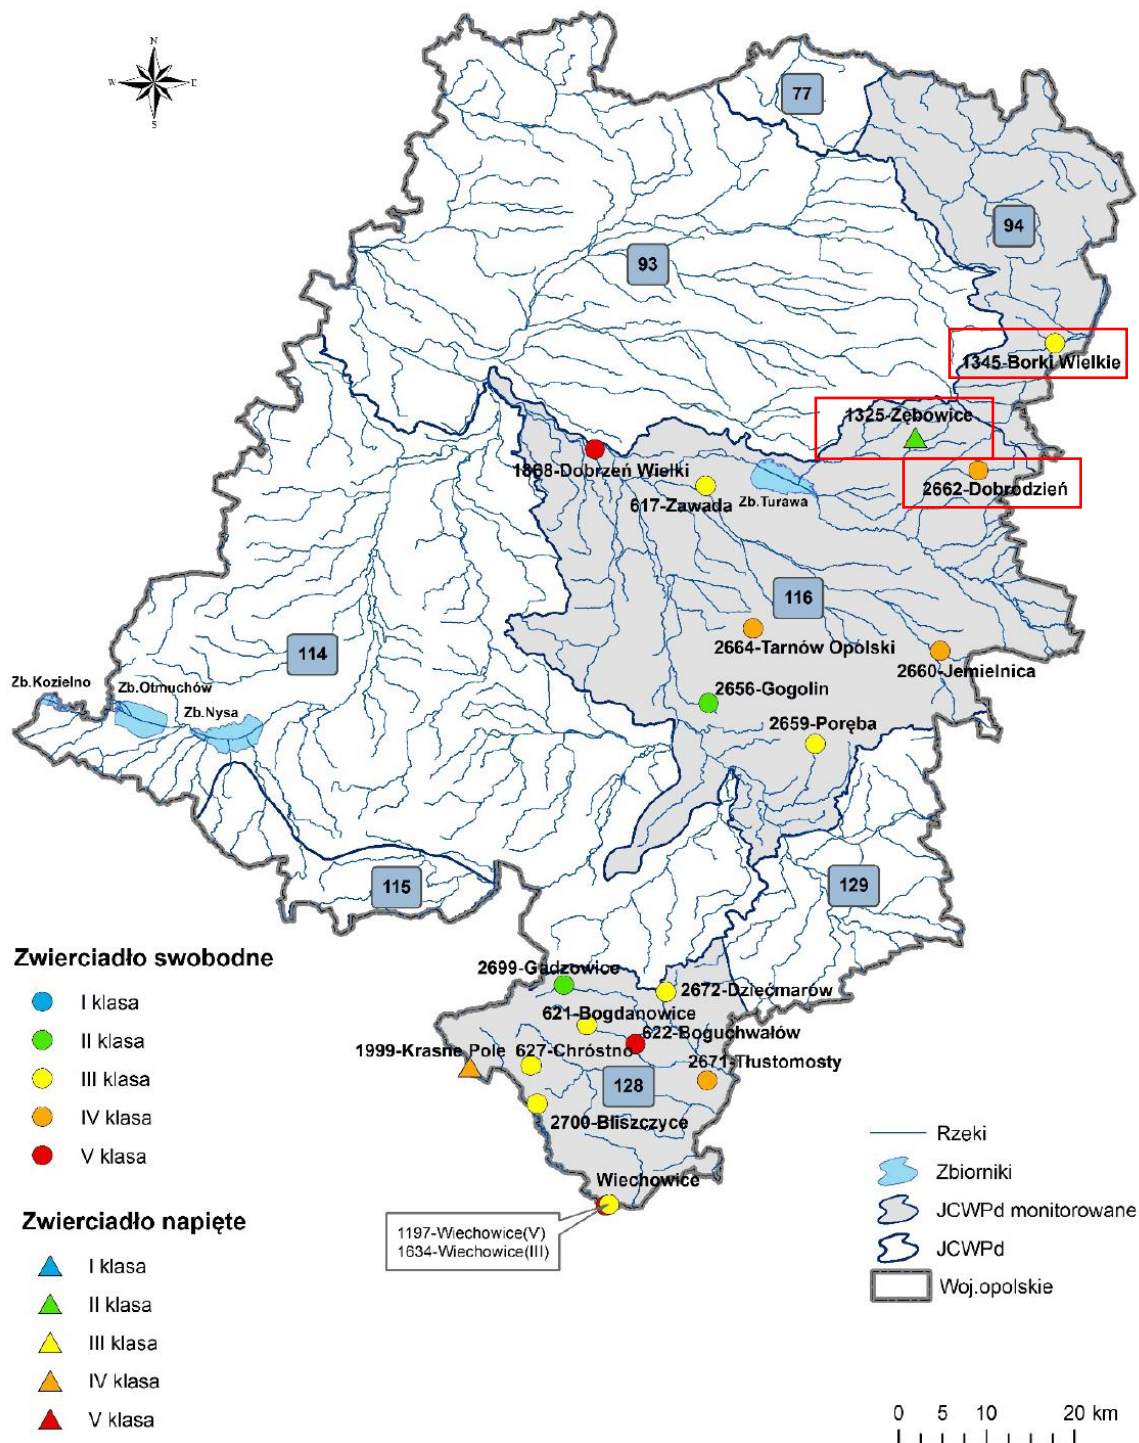 N
W
E
S
77
94
93
1345-Borki Wielkie
1325-Zębowice
1868-Dobrzeń Wielki
2662-Dobrodzień
617-Zawada
Zb.Turawa
116
2664-Tarnów Opolski
114
2660-Jemielnica
Zb.Kozielno
Zb.Otmuchów
2656-Gogolin
Zb.Nysa
2659-Poręba
115
129
Zwierciadło swobodne
I klasa
II klasa
III klasa
IV klasa
V klasa
2699-Gadzowice
2672-Dziećmarów
621-Bogdanowice
622-Boguchwałów
1999-Krasne Pole
627-Chróstno
2671-Tłustomosty
128
2700-Bliszczyce
Wiechowice
1197-Wiechowice(V)
1634-Wiechowice(III)
Zwierciadło napięte
I klasa
II klasa
III klasa
IV klasa
V klasa
Rzeki
Zbiorniki
JCWPd monitorowane
JCWPd
Woj.opolskie
0 5 10 20 km